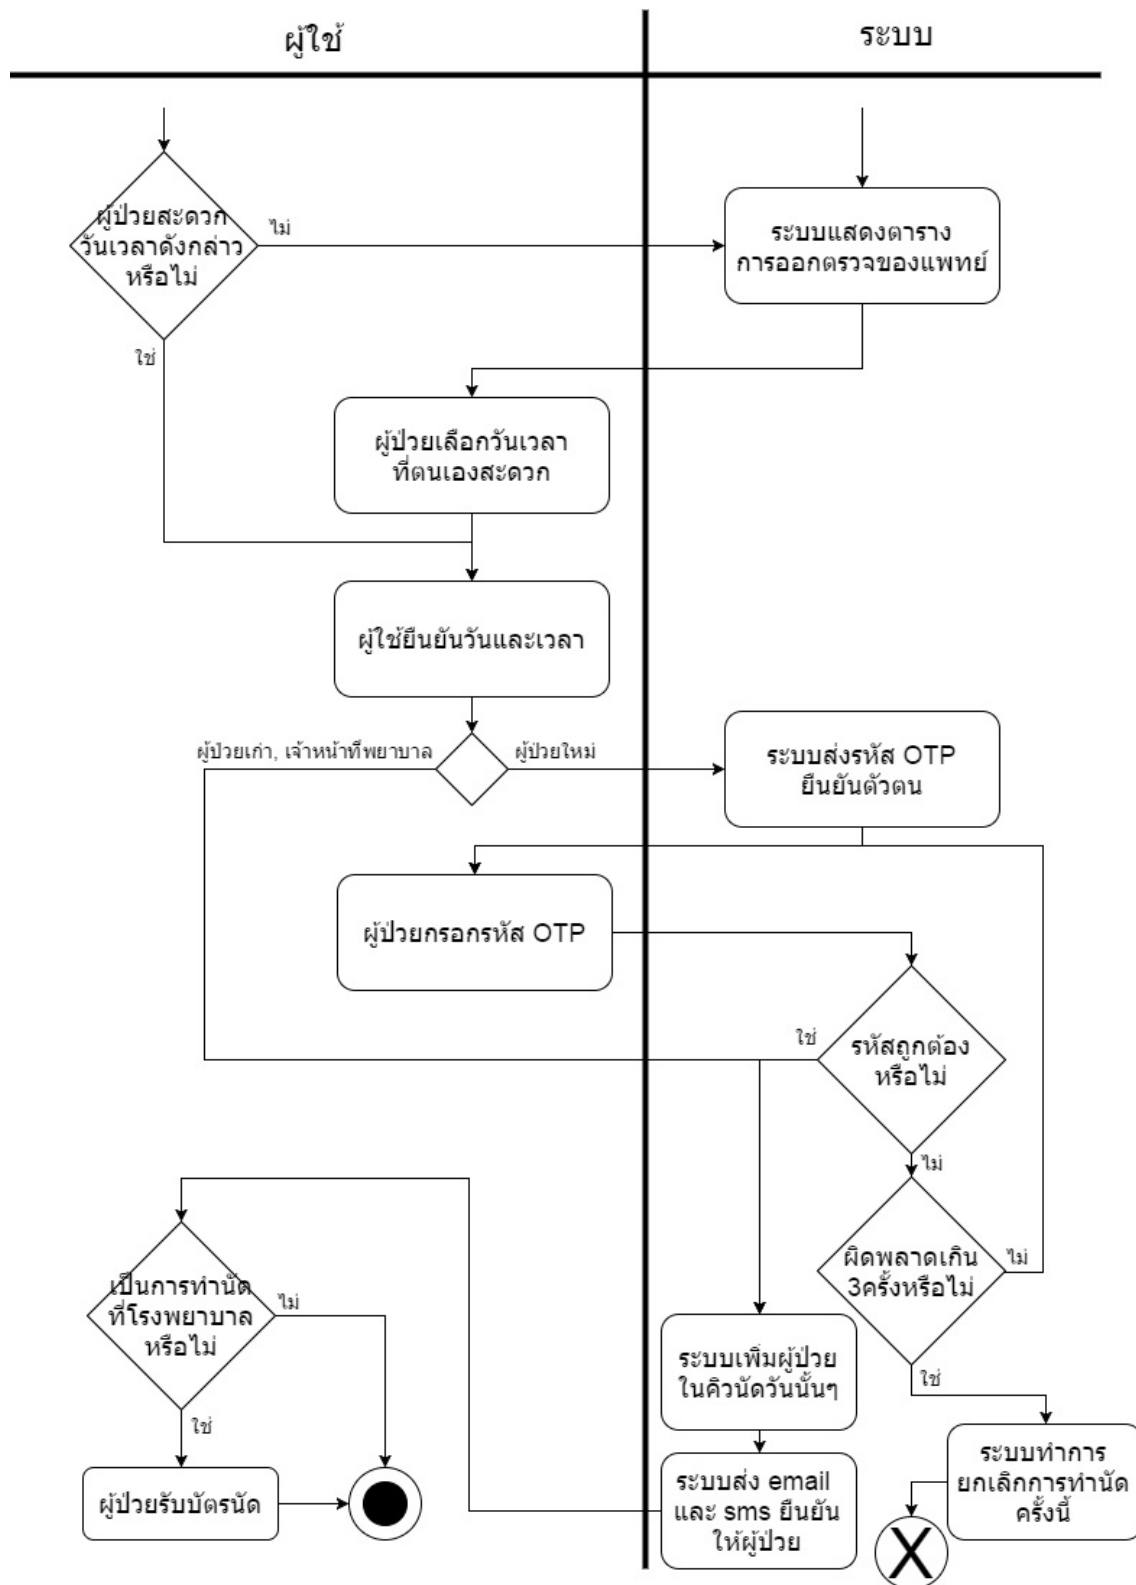 ผู้ใช้
ระบบ
ผู้ป่วยสะดวก
วันเวลาดังกล่าว
หรือไม่
ไม่
ระบบแสดงตาราง
การออกตรวจของแพทย์
ใช่
ผู้ป่วยเลือกวันเวลา
ที่ตนเองสะดวก
ผู้ใช้ยืนยันวันและเวลา
ผู้ป่วยเก่า, เจ้าหน้าที่พยาบาล
ผู้ป่วยใหม่
ระบบส่งรหัส OTP
ยืนยันตัวตน
ผู้ป่วยกรอกรหัส OTP
ใช่
รหัสถูกต้อง
หรือไม่
ไม่
ผิดพลาดเกิน
3ครั้งหรือไม่
ไม่
ใช่
เป็นการทำนัด
ที่โรงพยาบาล
หรือไม่
ไม่
ใช่
ระบบเพิ่มผู้ป่วย
ในคิวนัดวันนั้นๆ
ระบบทำการ
ยกเลิกการทำนัด
ครั้งนี้
ผู้ป่วยรับบัตรนัด
ระบบส่ง email
และ sms ยืนยัน
ให้ผู้ป่วย
X